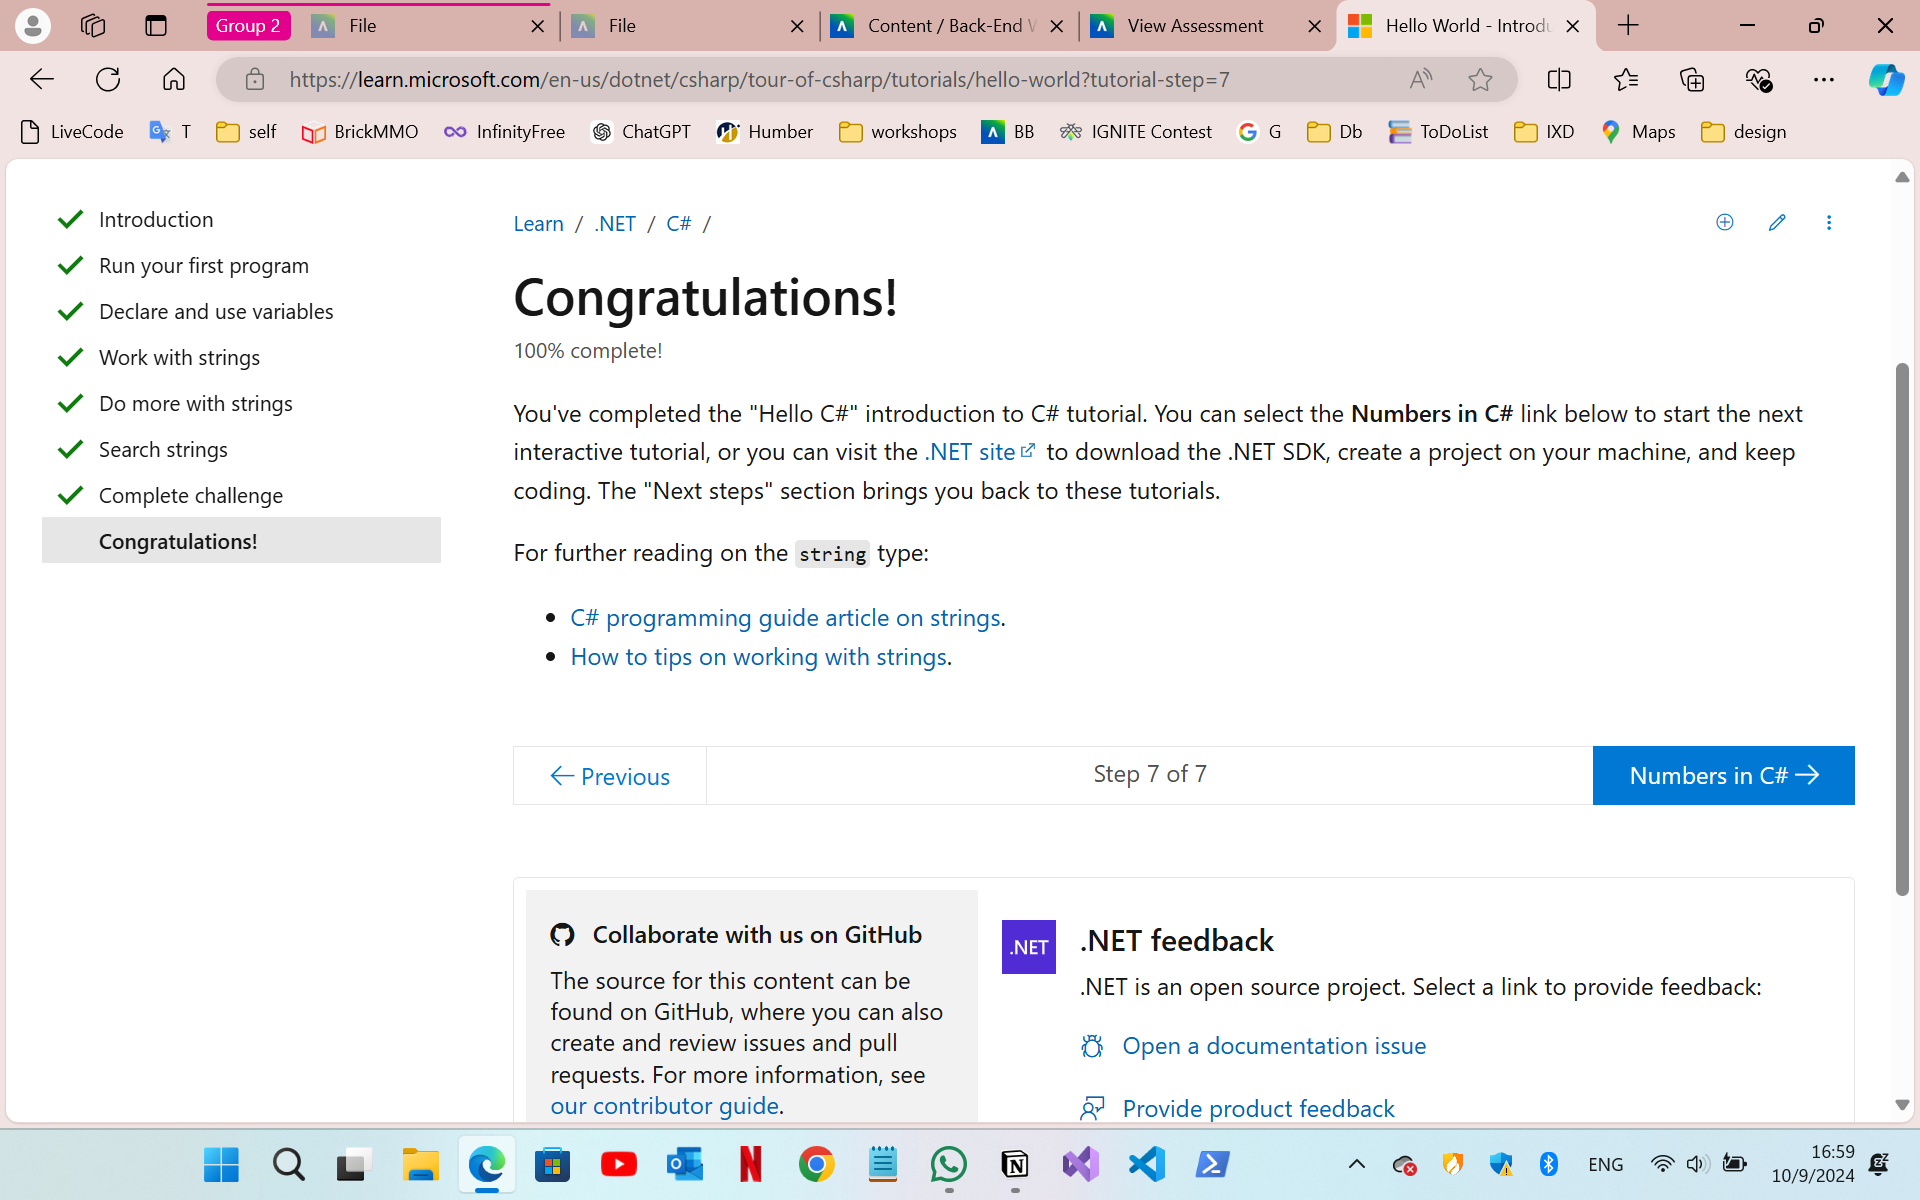 Group 2
File
File
Content / Back-End W
View Assessment
Hello World - Introdu
https://learn.microsoft.com/en-us/dotnet/csharp/tour-of-csharp/tutorials/hello-world?tutorial-step=7
LiveCode
T
self
BrickMMO
InfinityFree
ChatGPT
Humber
workshops
BB
IGNITE Contest
G
Db
ToDoList
IXD
Maps
design
Introduction
Run your first program
Declare and use variables
Work with strings
Do more with strings
Search strings
Complete challenge
Congratulations!
Learn / .NET / C# /
Congratulations!
100% complete!
You've completed the "Hello C#" introduction to C# tutorial. You can select the Numbers in C# link below to start the next
interactive tutorial, or you can visit the .NET site to download the .NET SDK, create a project on your machine, and keep
coding. The "Next steps" section brings you back to these tutorials.
For further reading on the string type:
C# programming guide article on strings.
How to tips on working with strings.
Previous
Step 7 of 7
Numbers in C#
Collaborate with us on GitHub
The source for this content can be
found on GitHub, where you can also
create and review issues and pull
requests. For more information, see
our contributor guide.
.NET
.NET feedback
.NET is an open source project. Select a link to provide feedback:
Open a documentation issue
Provide product feedback
ENG
16:59
10/9/2024